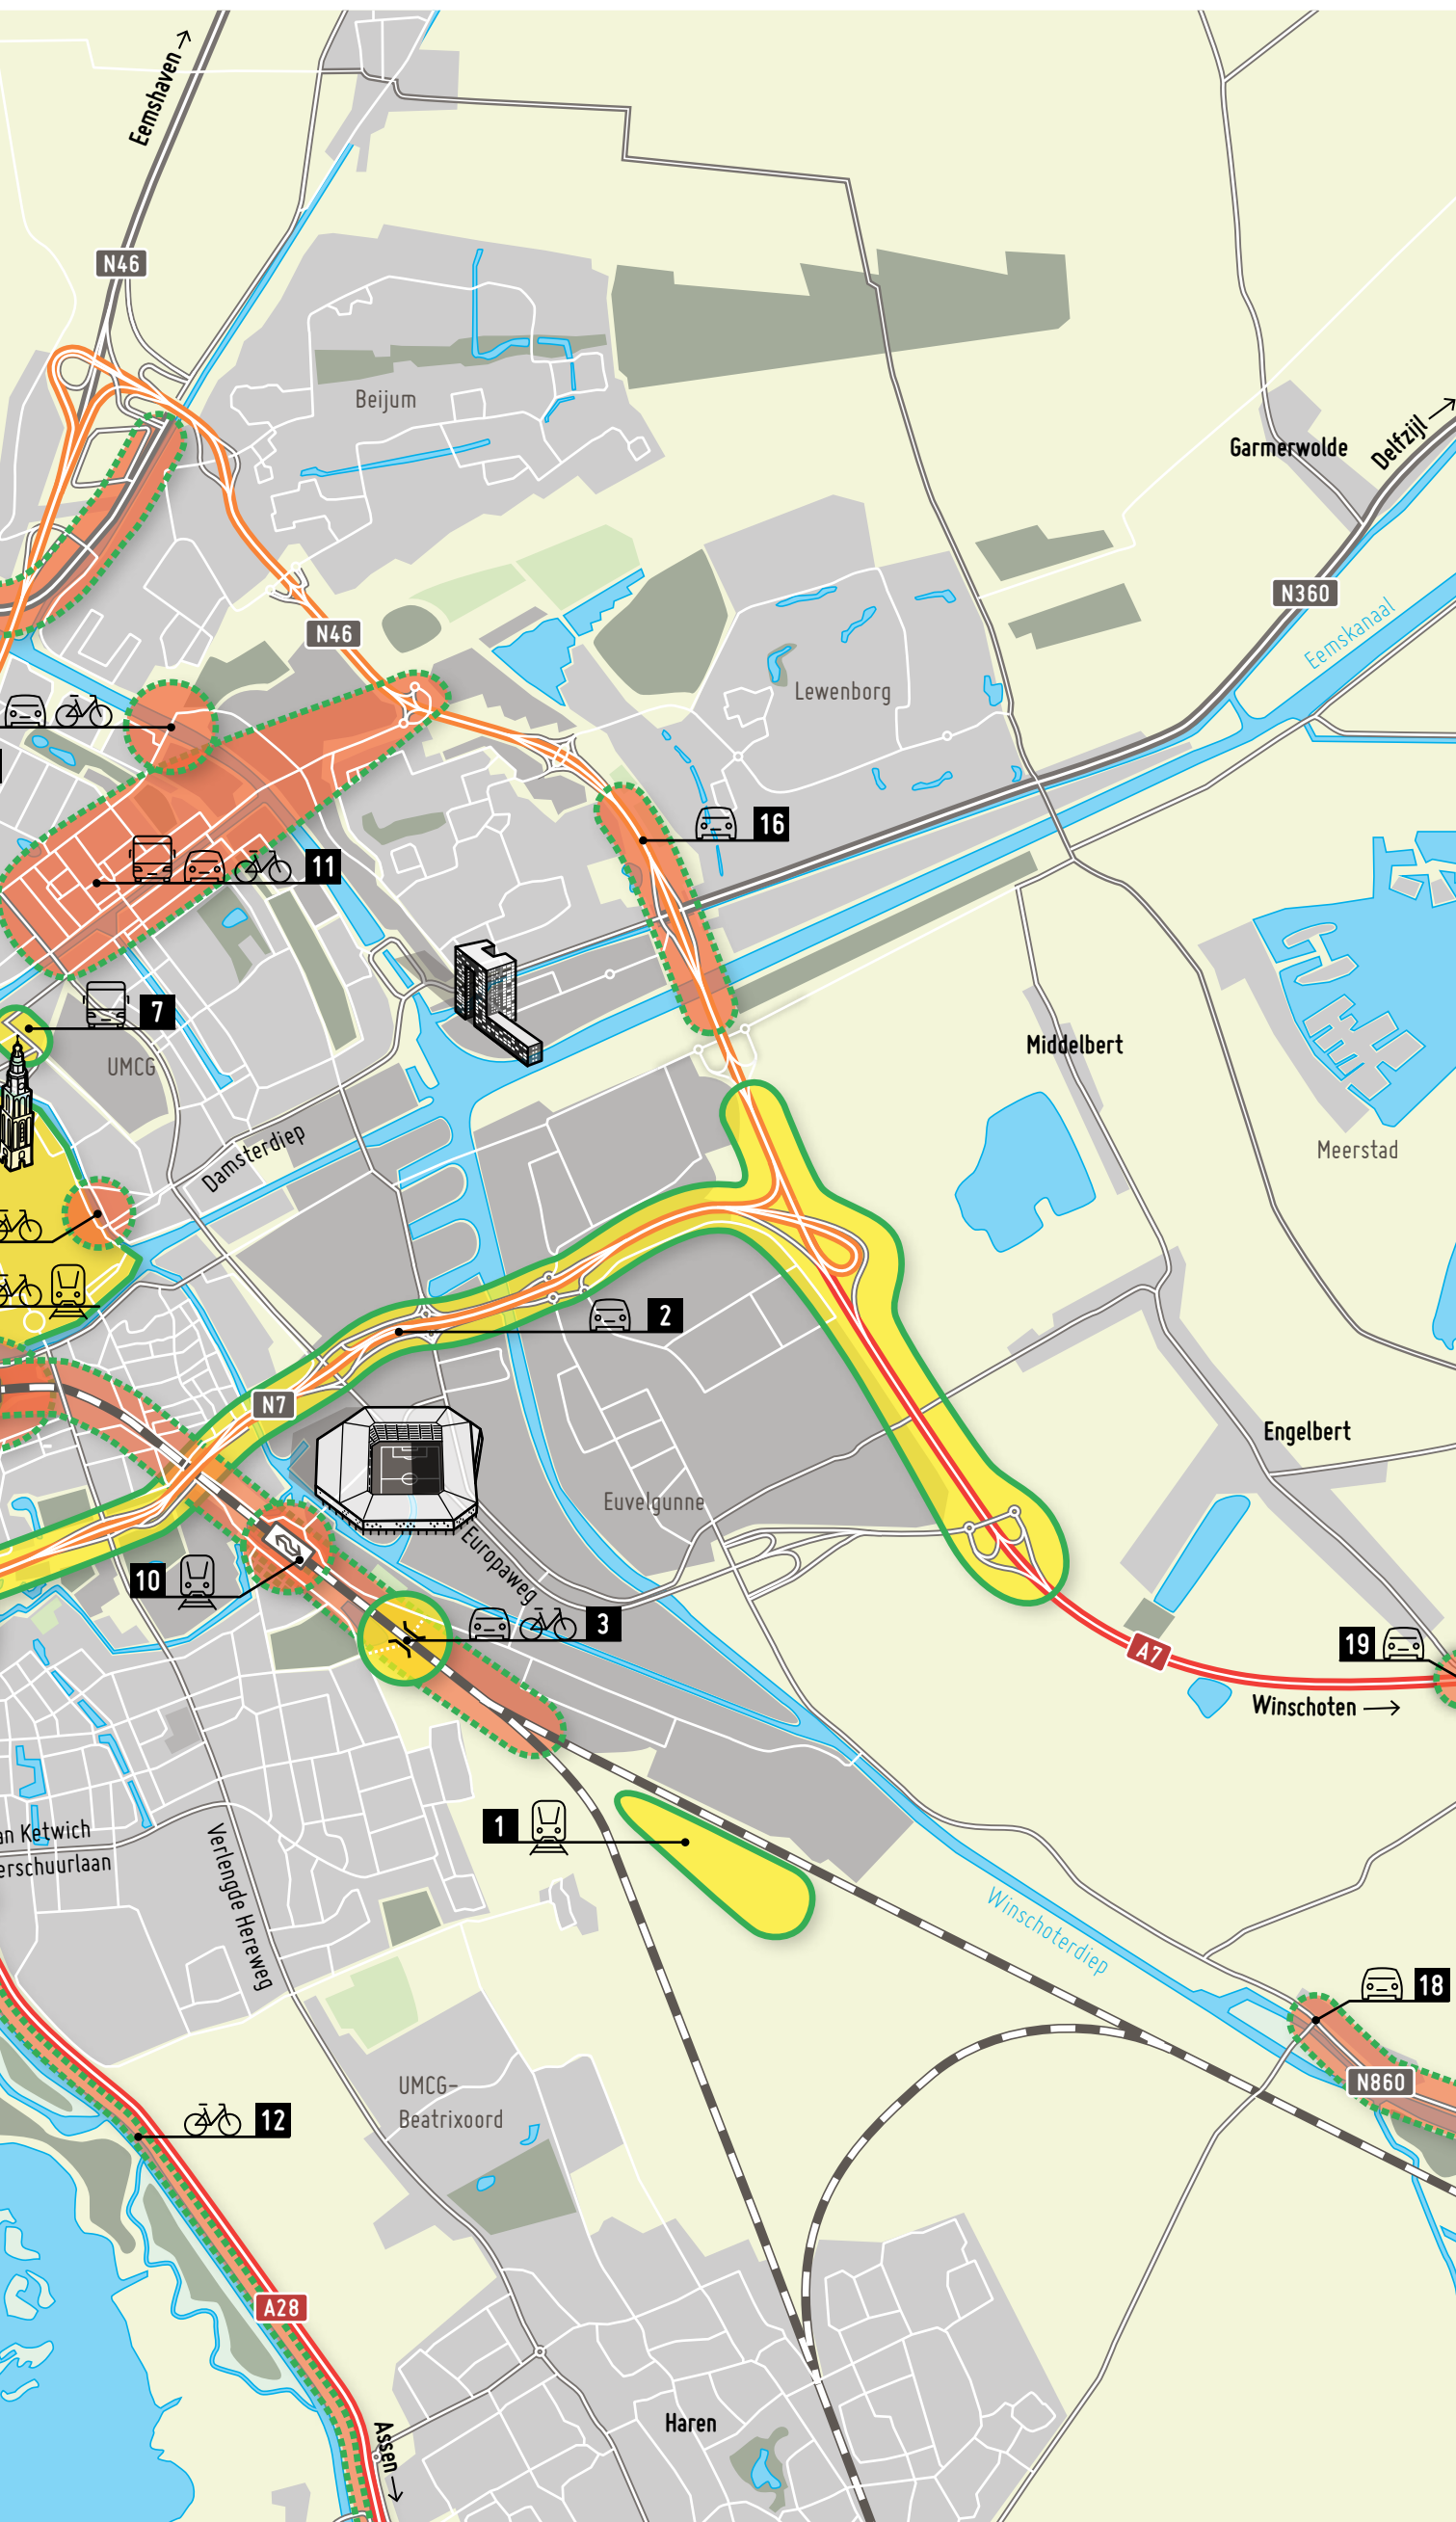 Eemshaven
N46
Beijum
Garmerwolde
Delfzijl
N360
Eemskanaal
N46
Lewenborg
16
11
7
UMCG
Middelbert
Damsterdiep
Meerstad
2
N7
Engelbert
Euvelgunne
Europaweg
10
3
A7
19
Winschoten
1
an Ketwich
erschuurlaan
Verlengde Hereweg
Winschoterdiep
18
N860
UMCG-
Beatrixoord
12
A28
Assen
Haren